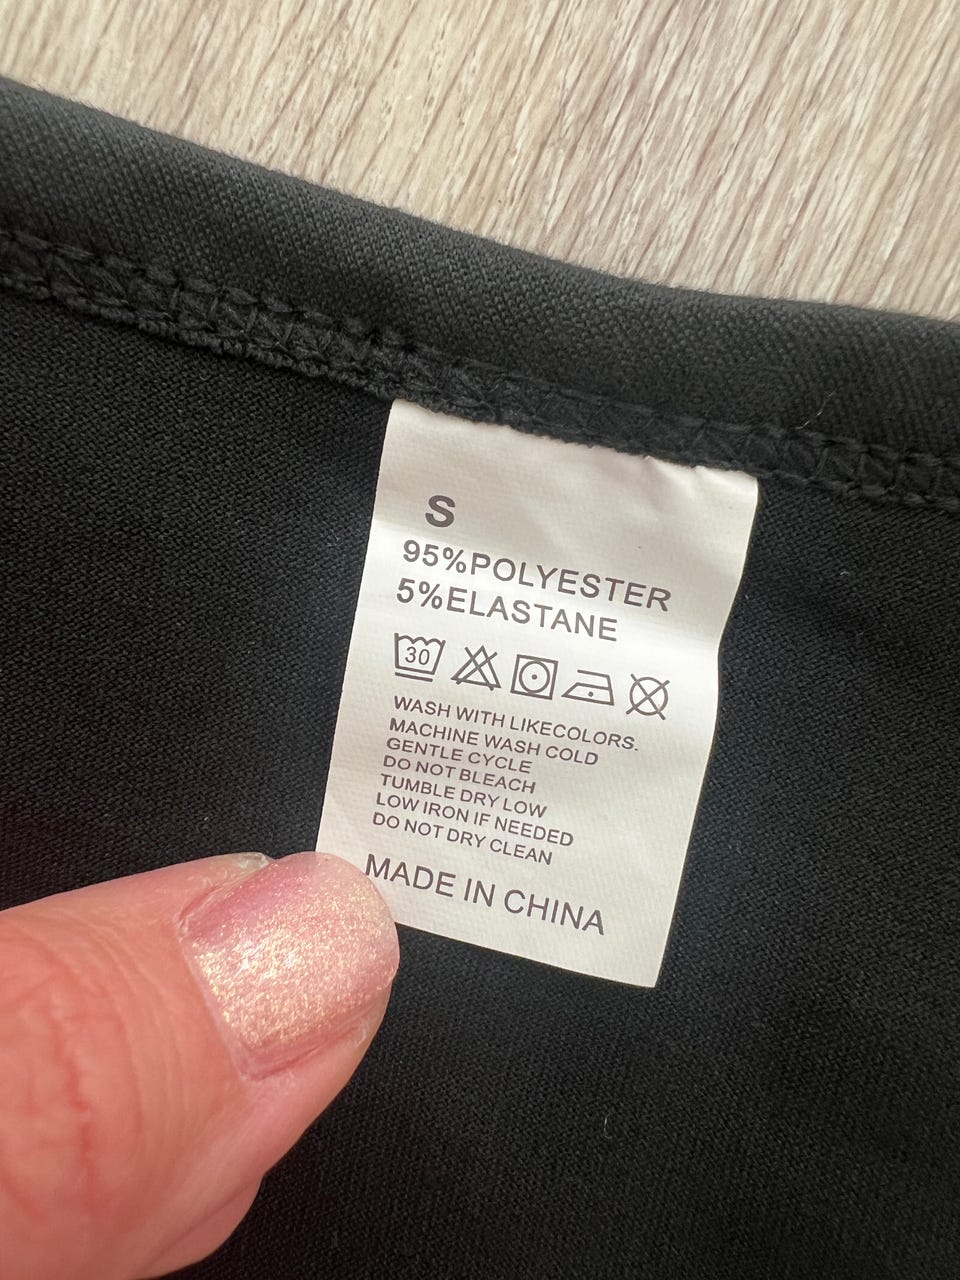 S
95%POLYESTER
5%ELASTANE
30
WASH WITH LIKECOLORS.
MACHINE WASH COLD
GENTLE CYCLE
DO NOT BLEACH
TUMBLE DRY LOW
LOW IRON IF NEEDED
DO NOT DRY CLEAN
MADE IN CHINA